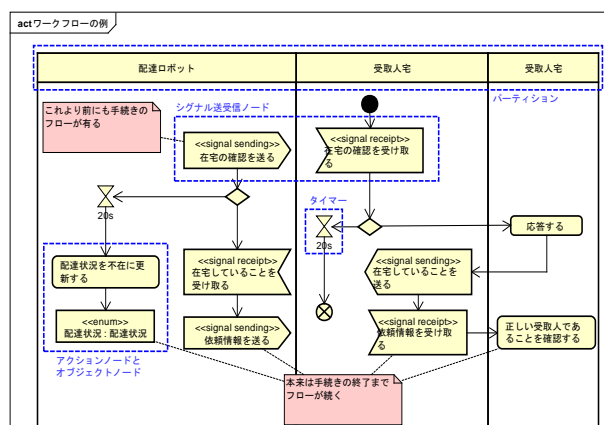 actワークフローの例
配達ロボット
受取人宅
受取人宅
パーティション
これより前にも手続きの
フローが有る
シグナル送受信ノード
<<signal sending>>
在宅の確認を送る
<<signal receipt>>
在宅の確認を受け取
る
20s
タイマー
20s
応答する
配達状況を不在に更
新する
<<signal receipt>>
在宅していることを
受け取る
<<signal sending>>
在宅していることを
送る
<<enum>>
配達状況 : 配達状況
<<signal sending>>
依頼情報を送る
<<signal receipt>>
依頼情報を受け取
る
正しい受取人であ
ることを確認する
アクションノードと
オブジェクトノード
本来は手続きの終了まで
フローが続く